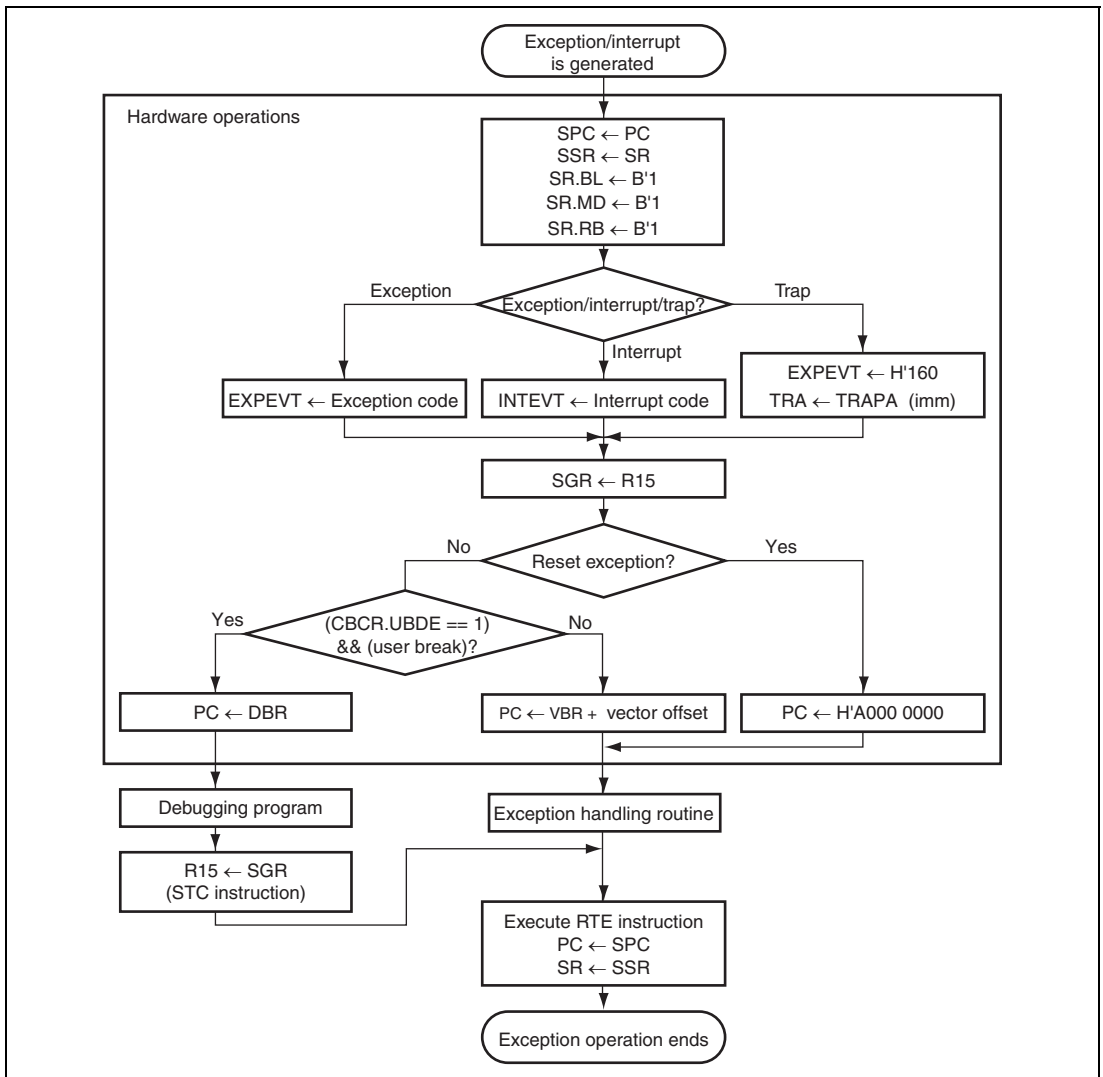 Exception/interrupt
is generated
Hardware operations
SPC ← PC
SSR ← SR
SR.BL ← B'1
SR.MD ← B'1
SR.RB ← B'1
Exception
Exception/interrupt/trap?
Trap
Interrupt
EXPEVT ← Exception code
INTEVT ← Interrupt code
EXPEVT ← H'160
TRA ← TRAPA (imm)
SGR ← R15
No
Reset exception?
Yes
Yes
(CBCR.UBDE == 1)
&& (user break)?
No
PC ← DBR
PC ← VBR + vector offset
PC ← H'A000 0000
Debugging program
Exception handling routine
R15 ← SGR
(STC instruction)
Execute RTE instruction
PC ← SPC
SR ← SSR
Exception operation ends